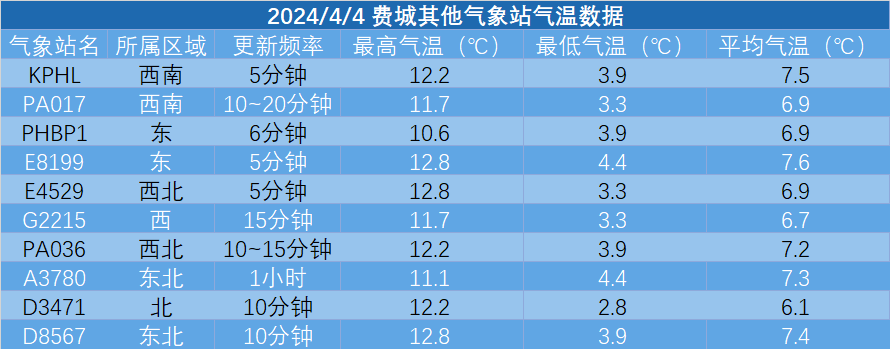 2024/4/4 费城其他气象站气温数据
气象站名 所属区域 更新频率 最高气温（℃） 最低气温（℃） 平均气温（℃）
KPHL 西南 5分钟 12.2 3.9 7.5
PA017 西南 10~20分钟 11.7 3.3 6.9
PHBP1 东 6分钟 10.6 3.9 6.9
E8199 东 5分钟 12.8 4.4 7.6
E4529 西北 5分钟 12.8 3.3 6.9
G2215 西 15分钟 11.7 3.3 6.7
PA036 西北 10~15分钟 12.2 3.9 7.2
A3780 东北 1小时 11.1 4.4 7.3
D3471 北 10分钟 12.2 2.8 6.1
D8567 东北 10分钟 12.8 3.9 7.4